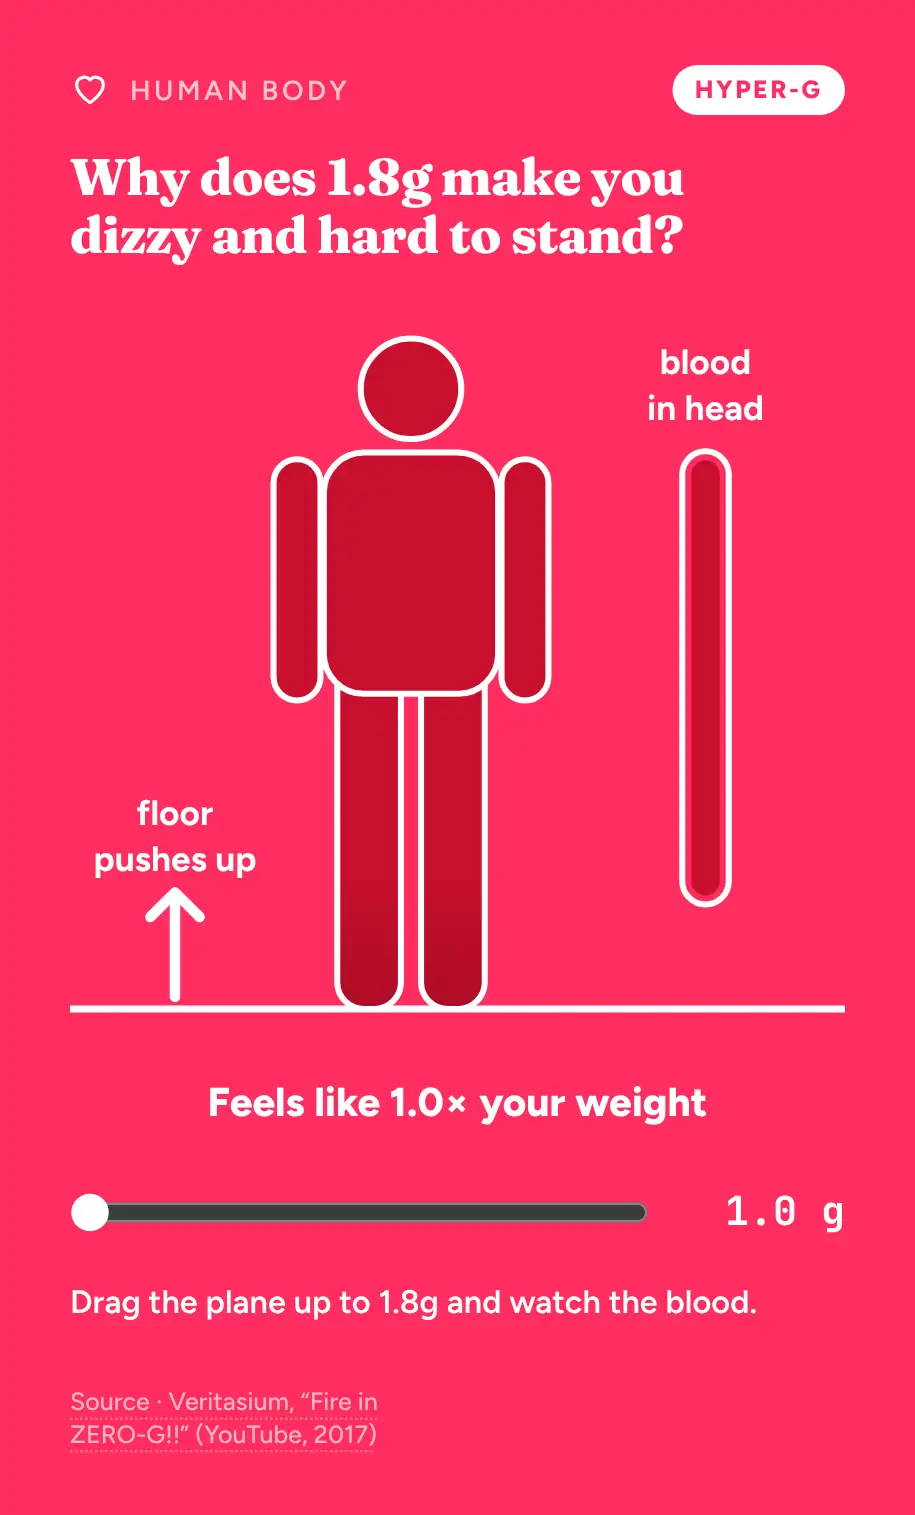 HUMAN BODY
HYPER-G
Why does 1.8g make you
dizzy and hard to stand?
blood
in head
floor
pushes up
Feels like 1.0× your weight
1.0 g
Drag the plane up to 1.8g and watch the blood.
Source · Veritasium, “Fire in
ZERO-G!!” (YouTube, 2017)